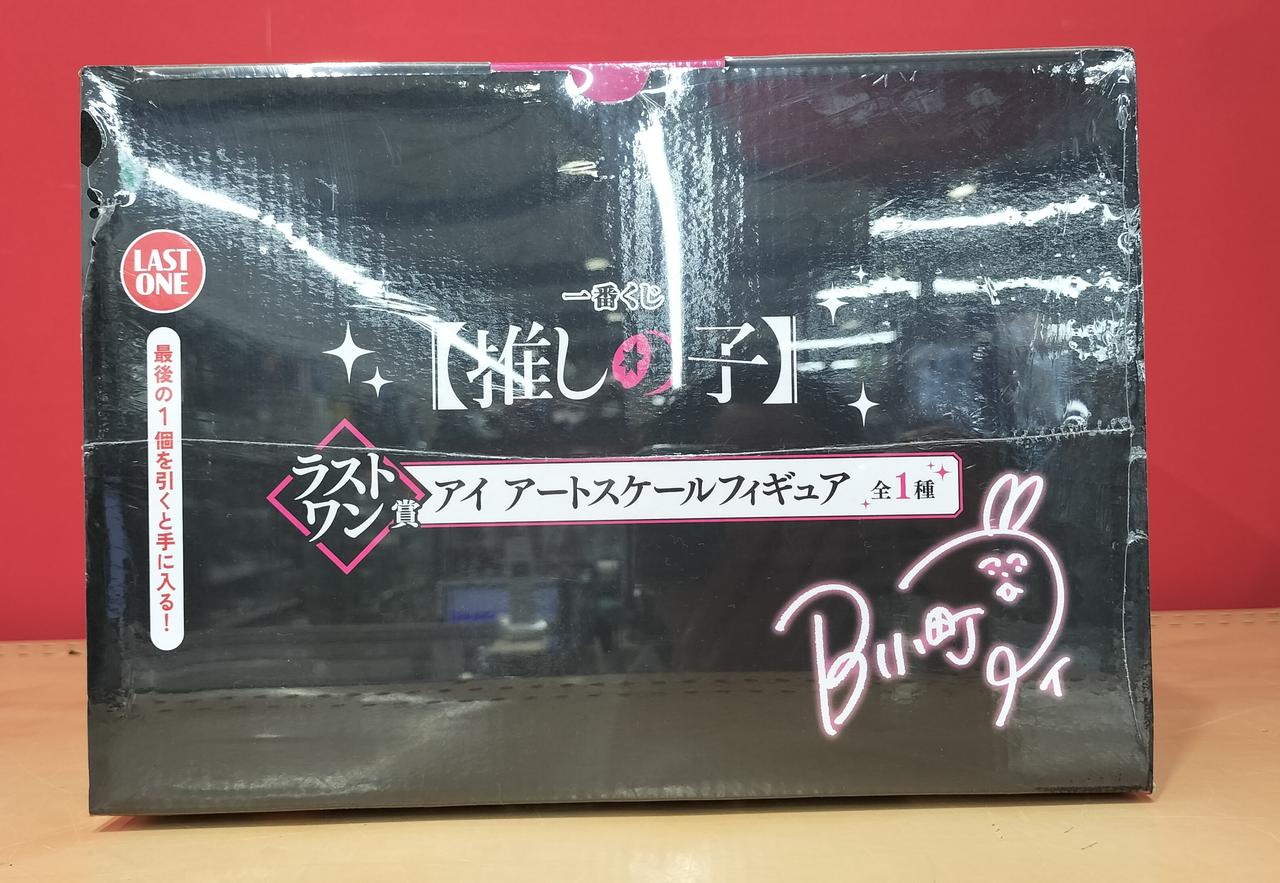 LAST
ONE
最後の1個を引くと手に入る!
一番くじ
【推しの子】
ラスト
ワン賞
アイ アートスケールフィギュア 全1種
B小町
アイ